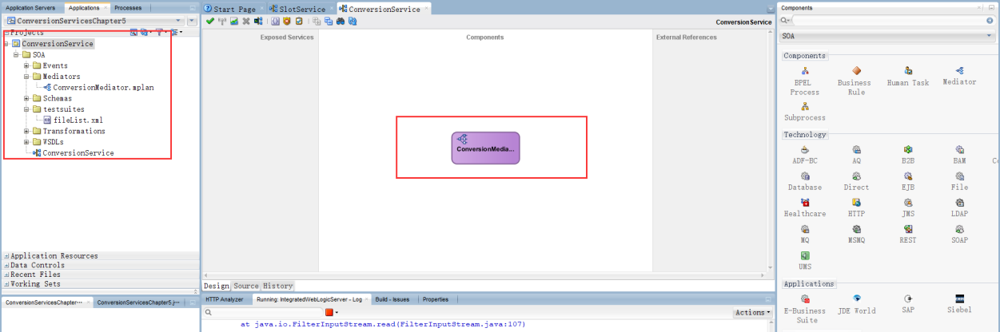 Application Servers Applications Processes
ConversionServicesChapter5
Projects
ConversionService
SOA
Events
Mediators
ConversionMediator.mplan
Schemas
testsuites
fileList.xml
Transformations
WSDLs
ConversionService
Application Resources
Data Controls
Recent Files
Working Sets
ConversionServicesChapter··· ConversionServicesChapter5.j···
Start Page SlotService ConversionService
ConversionService
Exposed Services Components External References
ConversionMedia...
Design Source History
HTTP Analyzer Running: IntegratedWebLogicServer - Log Build - Issues Properties
Actions
at java.io.FilterInputStream.read(FilterInputStream.java:107)
Components
SOA
Components
BPEL Process
Business Rule
Human Task
Mediator
Subprocess
Technology
ADF-BC AQ B2B BAM Co
Database Direct EJB File
Healthcare HTTP JMS LDAP
MQ MSMQ REST SOAP
UMS
Applications
E-Business Suite
JDE World
SAP
Siebel